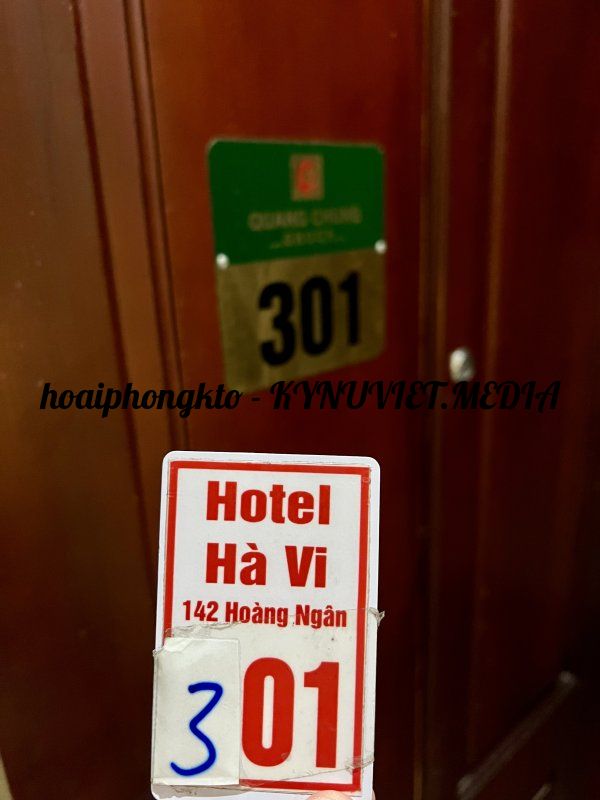 QUANG CHUNG
301
hoaiphongkto - KYNUVIET.MEDIA
Hotel
Hà Vi
142 Hoàng Ngân
301